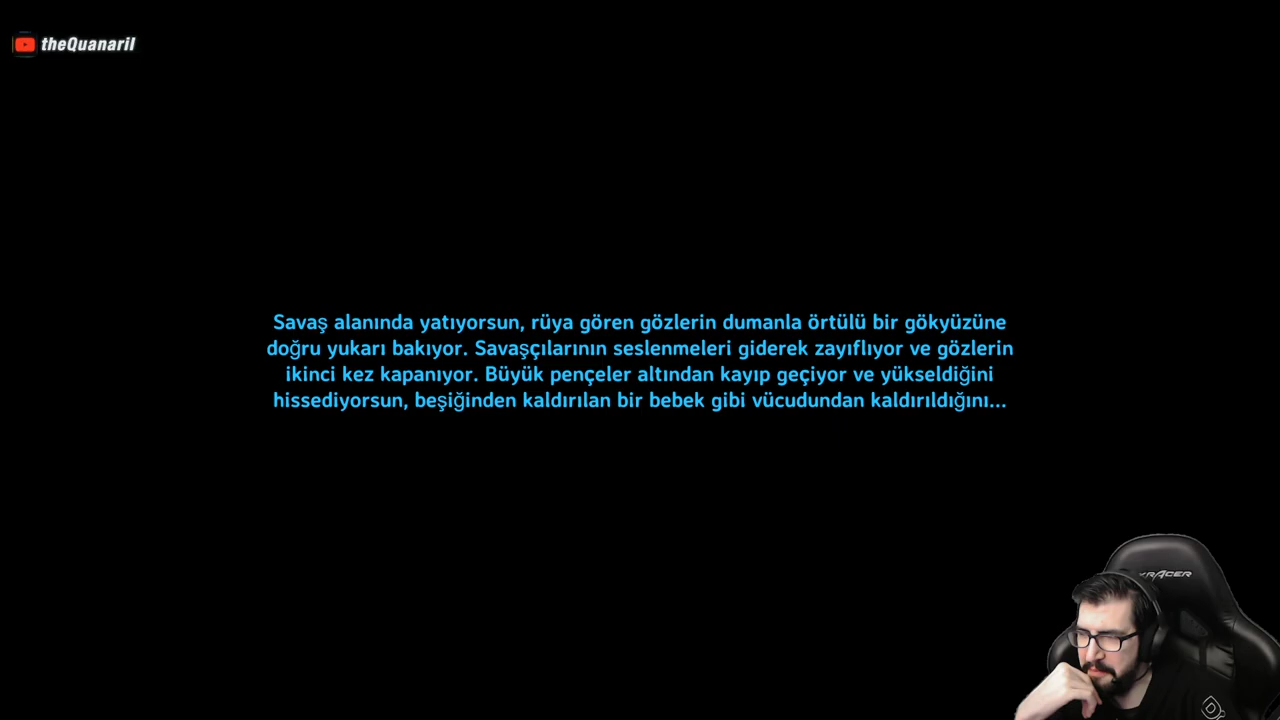 theQuanaril
Savaş alanında yatıyorsun, rüya gören gözlerin dumanla örtülü bir gökyüzüne
doğru yukarı bakıyor. Savaşçılarının seslenmeleri giderek zayıflıyor ve gözlerin
ikinci kez kapanıyor. Büyük pençeler altından kayıp geçiyor ve yükseldiğini
hissediyorsun, beşiğinden kaldırılan bir bebek gibi vücudundan kaldırıldığını...